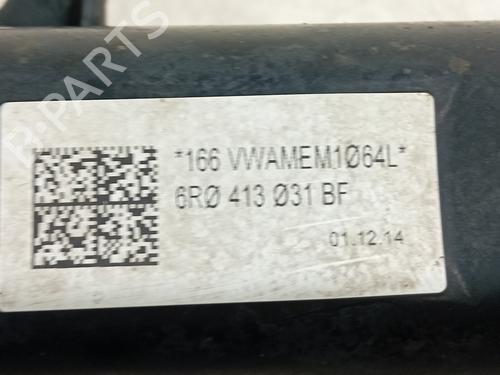 R-PARTS
*166 VWAMEM1Ø64L*
6RØ 413 Ø31 BF
01.12.14